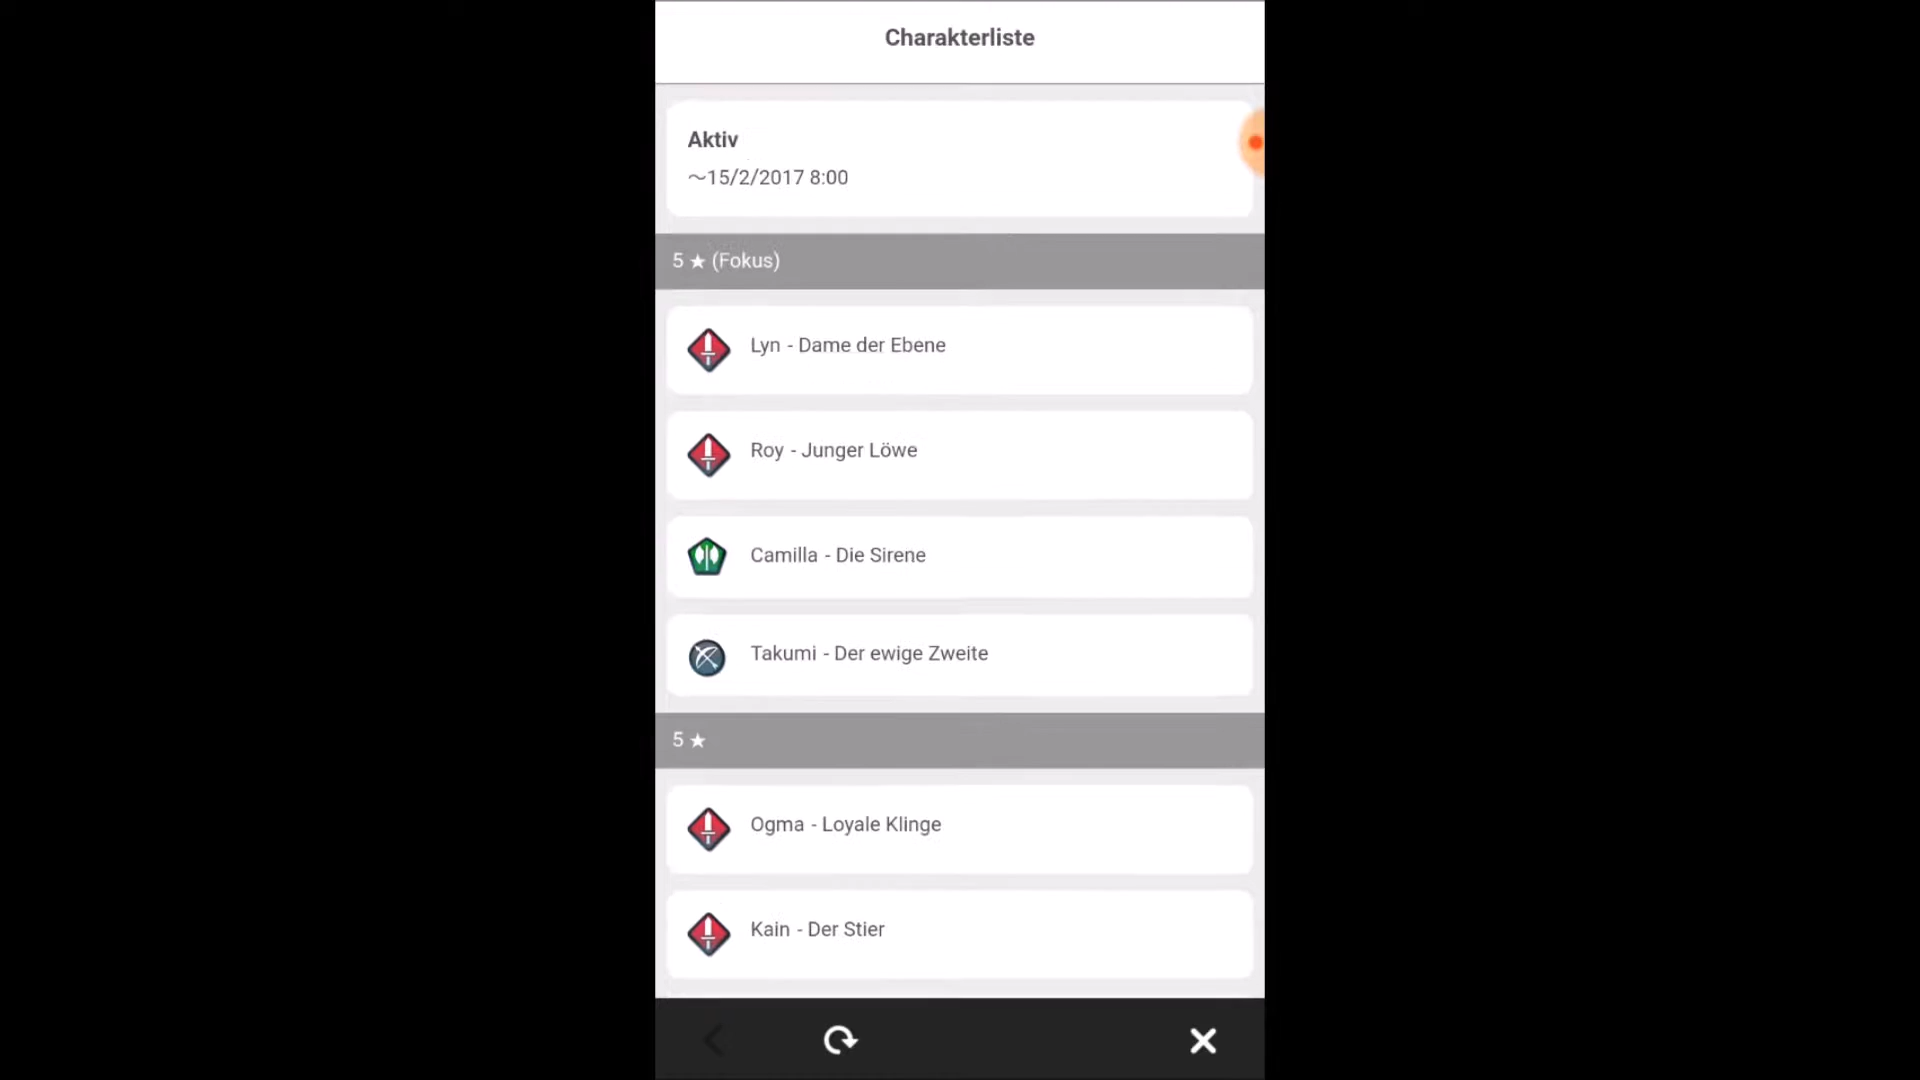 Charakterliste
Aktiv
～15/2/2017 8:00
5 ★ (Fokus)
Lyn - Dame der Ebene
Roy - Junger Löwe
Camilla - Die Sirene
Takumi - Der ewige Zweite
5 ★
Ogma - Loyale Klinge
Kain - Der Stier